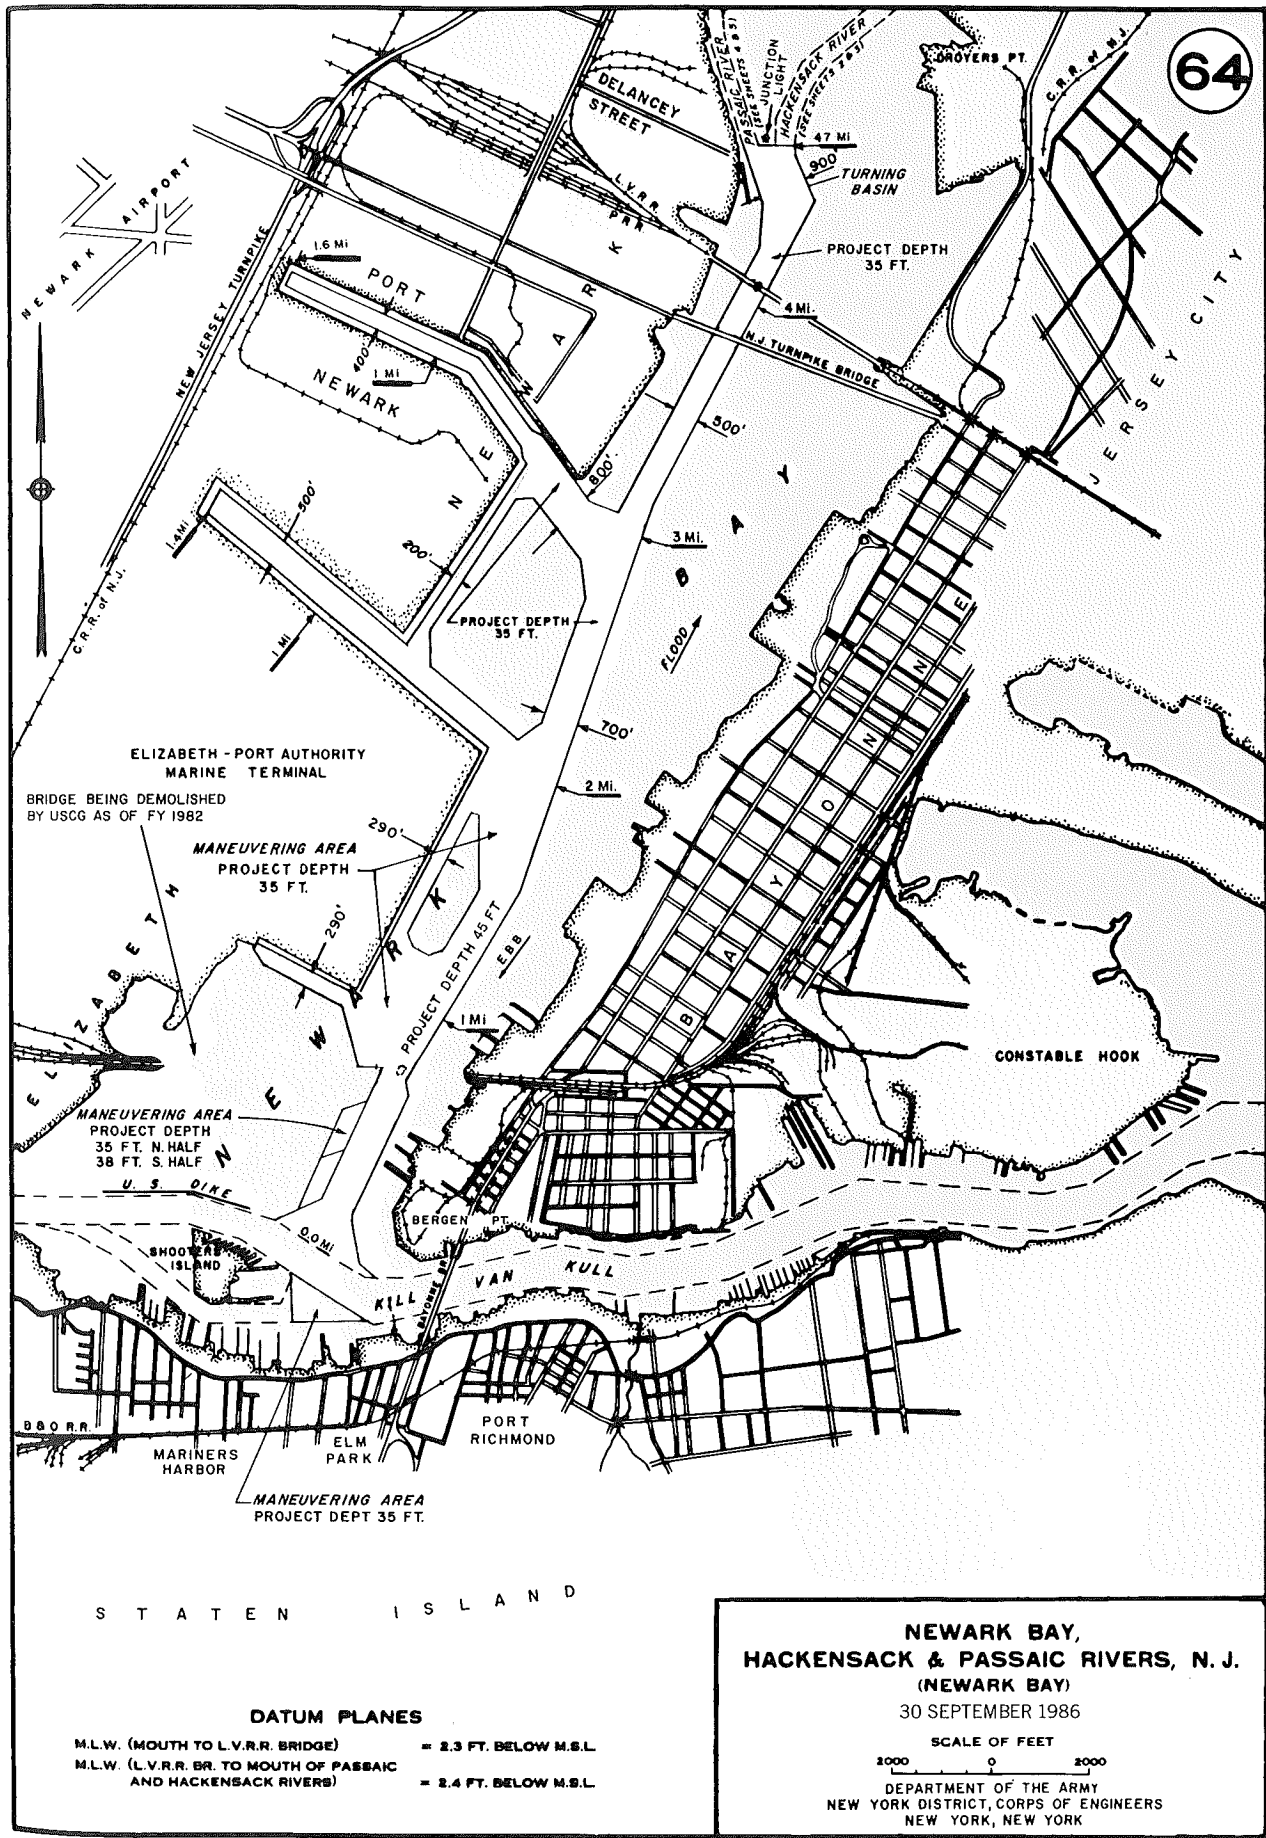 64
DROYERS PT.
C.R.R. of N.J.
PASSAIC RIVER
(SEE SHEETS 4 & 5)
JUNCTION
LIGHT
HACKENSACK RIVER
(SEE SHEETS 2 & 3)
DELANCEY
STREET
47 Mi
900'
TURNING
BASIN
L.V.R.R.
P.R.R.
NEWARK AIRPORT
NEW JERSEY TURNPIKE
1.6 Mi
PORT
NEWARK
400'
1 Mi
PROJECT DEPTH
35 FT.
4 Mi.
N.J. TURNPIKE BRIDGE
JERSEY CITY
500'
800'
NEWARK
BAY
3 Mi.
500'
1.4 Mi
200'
1 Mi
C.R.R. of N.J.
PROJECT DEPTH
35 FT.
FLOOD
700'
2 Mi.
BAYONNE
ELIZABETH - PORT AUTHORITY
MARINE TERMINAL
BRIDGE BEING DEMOLISHED
BY USCG AS OF FY 1982
290'
MANEUVERING AREA
PROJECT DEPTH
35 FT.
290'
ELIZABETH
NEWARK
PROJECT DEPTH 45 FT
EBB
1 Mi
CONSTABLE HOOK
MANEUVERING AREA
PROJECT DEPTH
35 FT. N. HALF
38 FT. S. HALF
U. S. DIKE
0.0 Mi
BERGEN PT.
SHOOTERS
ISLAND
KILL VAN KULL
BAYONNE BR.
B & O R.R.
MARINERS
HARBOR
ELM
PARK
PORT
RICHMOND
MANEUVERING AREA
PROJECT DEPT 35 FT.
STATEN ISLAND
DATUM PLANES
M.L.W. (MOUTH TO L.V.R.R. BRIDGE) = 2.3 FT. BELOW M.S.L.
M.L.W. (L.V.R.R. BR. TO MOUTH OF PASSAIC
AND HACKENSACK RIVERS) = 2.4 FT. BELOW M.S.L.
NEWARK BAY,
HACKENSACK & PASSAIC RIVERS, N. J.
(NEWARK BAY)
30 SEPTEMBER 1986
SCALE OF FEET
2000 0 2000
DEPARTMENT OF THE ARMY
NEW YORK DISTRICT, CORPS OF ENGINEERS
NEW YORK, NEW YORK